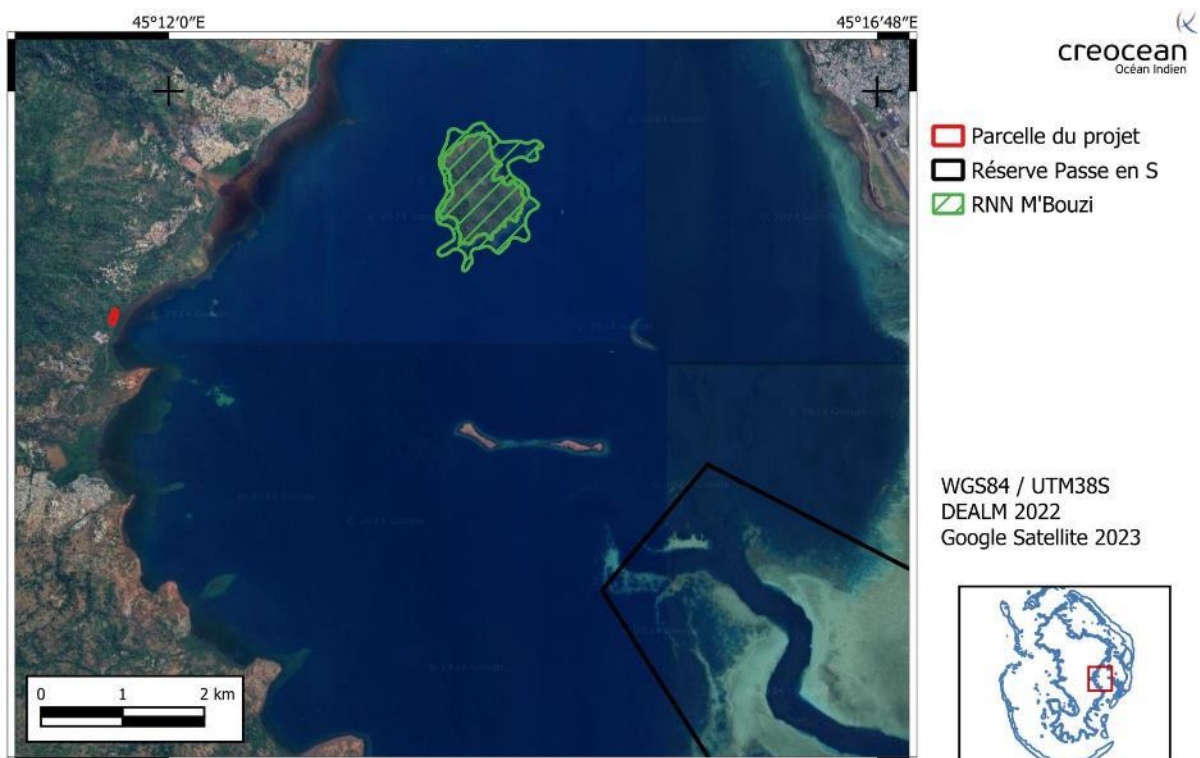 45°12'0"E
45°16'48"E
creocean
Océan Indien
Parcelle du projet
Réserve Passe en S
RNN M'Bouzi
WGS84 / UTM38S
DEALM 2022
Google Satellite 2023
0 1 2 km